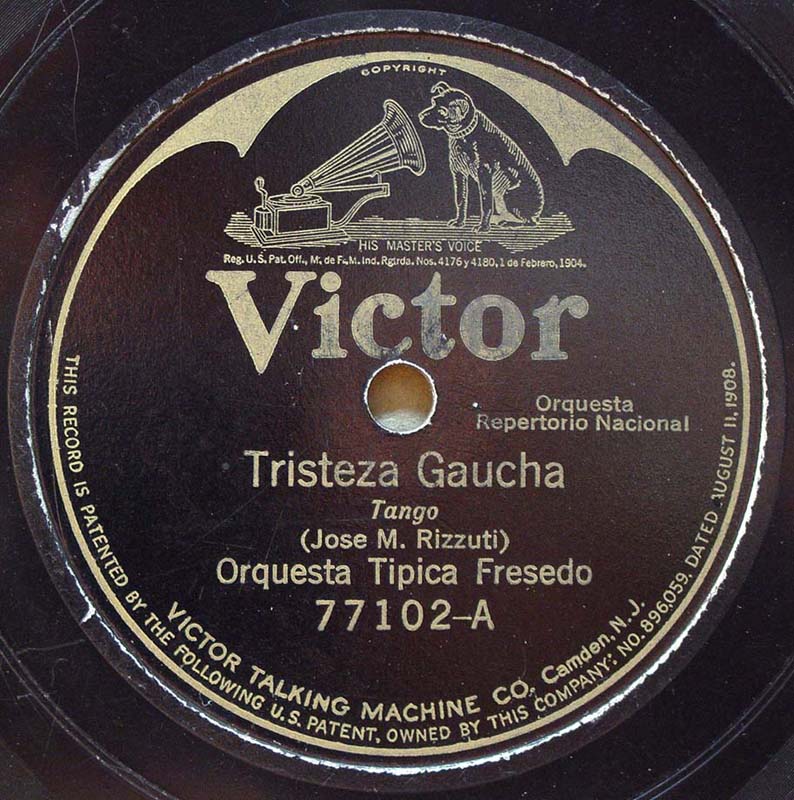 COPYRIGHT
HIS MASTER'S VOICE
Reg. U.S. Pat. Off., M. de F., M. Ind. Rgtrda. Nos. 4176 y 4180, 1 de Febrero, 1904.
Victor
Orquesta
Repertorio Nacional
Tristeza Gaucha
Tango
(Jose M. Rizzuti)
Orquesta Tipica Fresedo
77102-A
VICTOR TALKING MACHINE CO. Camden, N. J.
THIS RECORD IS PATENTED BY THE FOLLOWING U.S. PATENT, OWNED BY THIS COMPANY: NO. 896,059. DATED AUGUST 11, 1908.